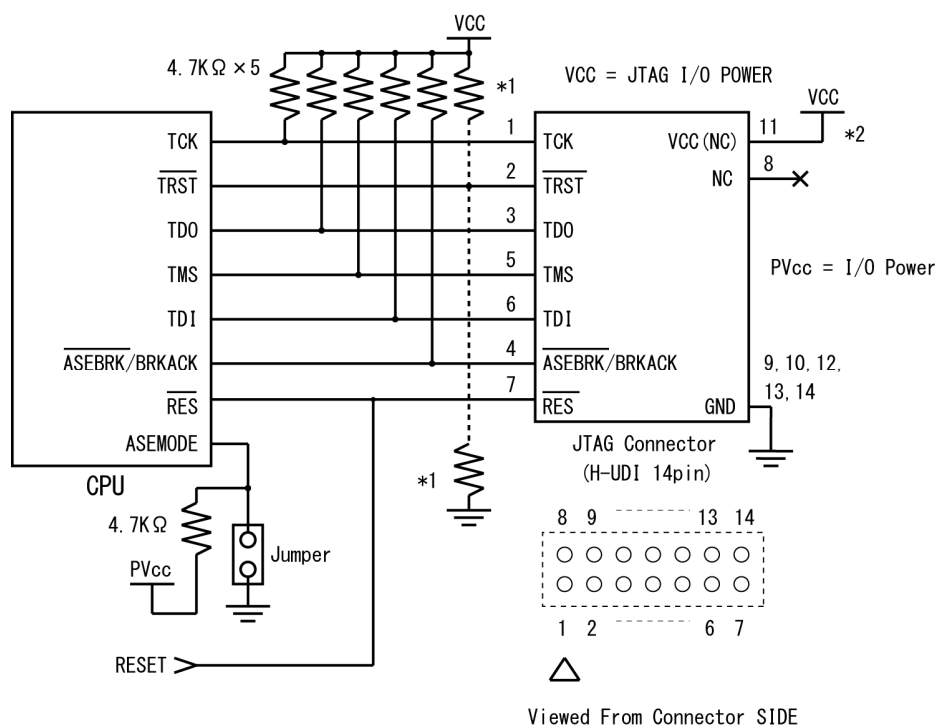 VCC
4.7KΩ×5
*1
VCC = JTAG I/O POWER
VCC
TCK
1
TCK
VCC(NC)
11
*2
TRST
2
TRST
NC
8
TDO
3
TDO
TMS
5
TMS
PVcc = I/O Power
TDI
6
TDI
ASEBRK/BRKACK
4
ASEBRK/BRKACK
9,10,12,
13,14
RES
7
RES
GND
ASEMODE
JTAG Connector
(H-UDI 14pin)
CPU
*1
4.7KΩ
Jumper
PVcc
8 9 13 14
1 2 6 7
RESET
Viewed From Connector SIDE